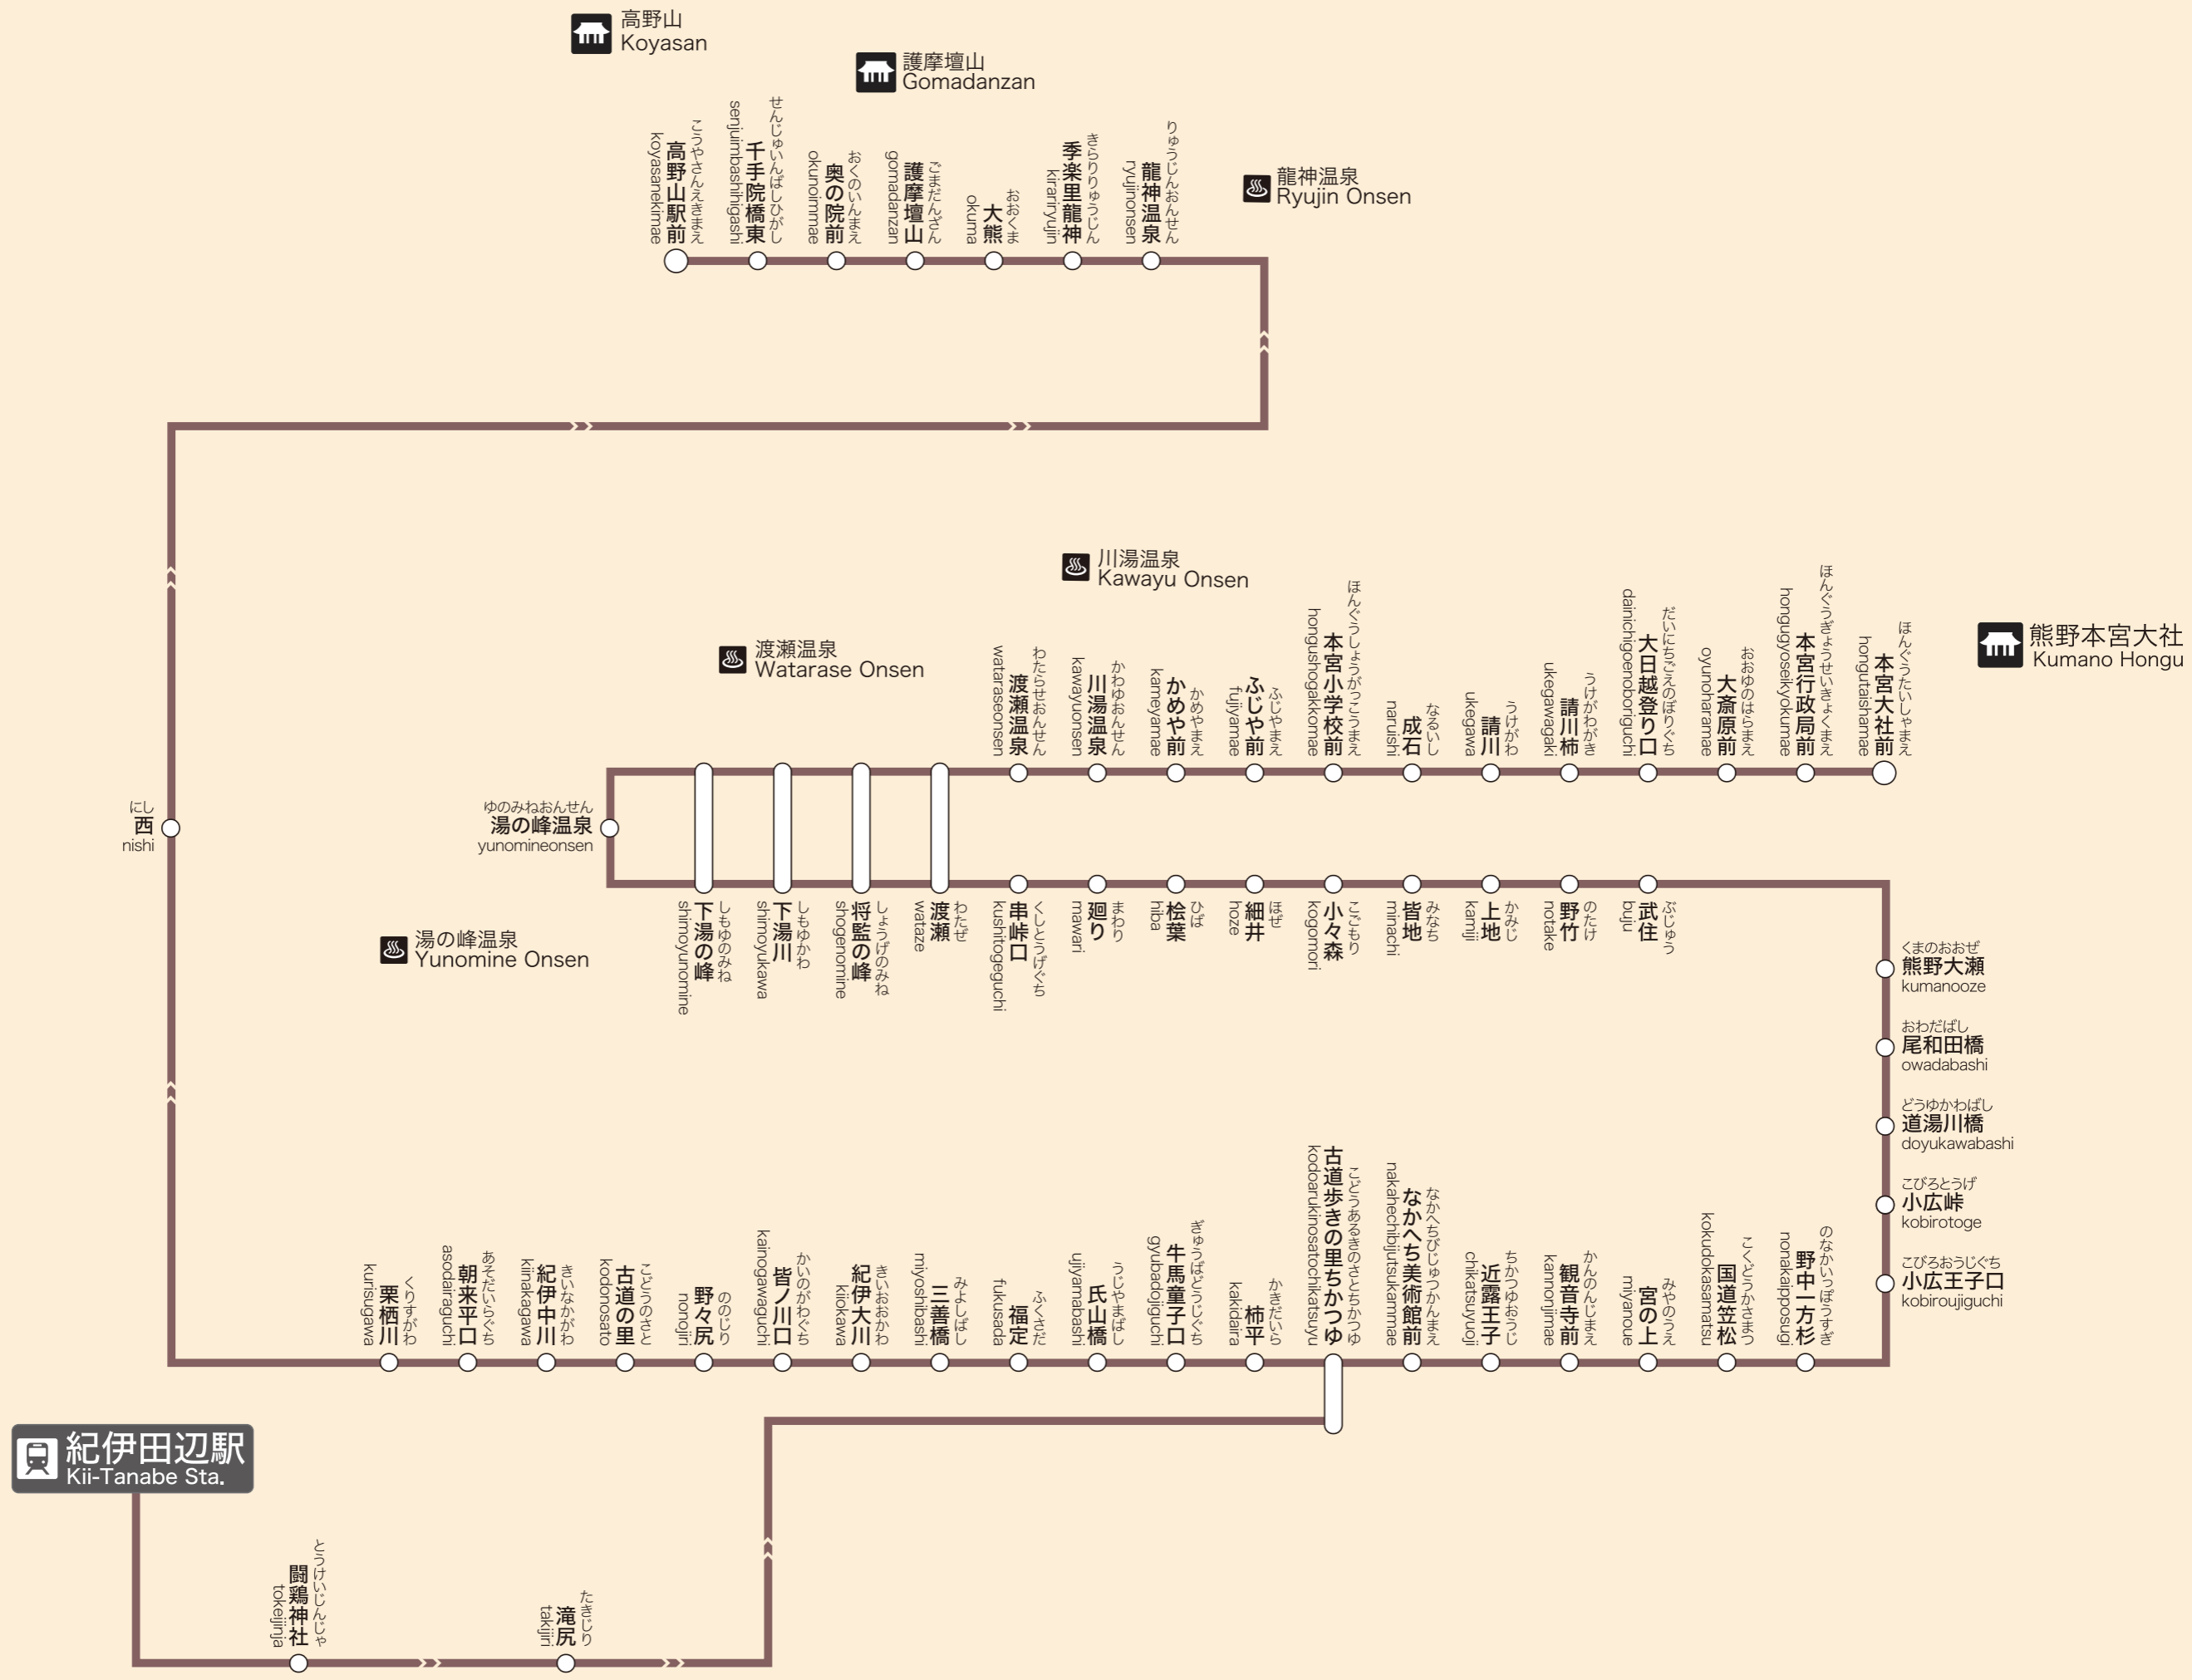 高野山
Koyasan
護摩壇山
Gomadanzan
こうやさんえきまえ
高野山駅前
koyasanekimae
せんじゅいんばしひがし
千手院橋東
senjuimbashihigashi
おくのいんまえ
奥の院前
okunoimmae
ごまだんざん
護摩壇山
gomadanzan
おおくま
大熊
okuma
きらりりゅうじん
季楽里龍神
kirariryujin
りゅうじんおんせん
龍神温泉
ryujinonsen
龍神温泉
Ryujin Onsen
川湯温泉
Kawayu Onsen
渡瀬温泉
Watarase Onsen
わたらせおんせん
渡瀬温泉
wataraseonsen
かわゆおんせん
川湯温泉
kawayuonsen
かめやまえ
かめや前
kameyamae
ふじやまえ
ふじや前
fujiyamae
ほんぐうしょうがっこうまえ
本宮小学校前
hongushogakkomae
なるいし
成石
naruishi
うけがわ
請川
ukegawa
うけがわがき
請川柿
ukegawagaki
だいにちごえのぼりぐち
大日越登り口
dainichigoenoboriguchi
おおゆのはらまえ
大斎原前
oyunoharamae
ほんぐうぎょうせいきょくまえ
本宮行政局前
hongugyoseikyokumae
ほんぐうたいしゃまえ
本宮大社前
hongutaishamae
熊野本宮大社
Kumano Hongu
にし
西
nishi
ゆのみねおんせん
湯の峰温泉
yunomineonsen
湯の峰温泉
Yunomine Onsen
しもゆのみね
下湯の峰
shimoyunomine
しもゆかわ
下湯川
shimoyukawa
しょうげのみね
将監の峰
shogenomine
わたぜ
渡瀬
wataze
くしとうげぐち
串峠口
kushitogeguchi
まわり
廻り
mawari
ひば
桧葉
hiba
ほぜ
細井
hoze
こごもり
小々森
kogomori
みなち
皆地
minachi
かみじ
上地
kamiji
のたけ
野竹
notake
ぶじゅう
武住
buju
くまのおおぜ
熊野大瀬
kumanooze
おわだばし
尾和田橋
owadabashi
どうゆかわばし
道湯川橋
doyukawabashi
こびろとうげ
小広峠
kobirotoge
こびろおうじぐち
小広王子口
kobiroujiguchi
くりすがわ
栗栖川
kurisugawa
あそだいらぐち
朝来平口
asodairaguchi
きいなかがわ
紀伊中川
kiinakagawa
こどうのさと
古道の里
kodonosato
ののじり
野々尻
nonojiri
かいのがわぐち
皆ノ川口
kainogawaguchi
きいおおかわ
紀伊大川
kiiokawa
みよしばし
三善橋
miyoshibashi
ふくさだ
福定
fukusada
うじやまばし
氏山橋
ujiyamabashi
ぎゅうばどうじぐち
牛馬童子口
gyubadojiguchi
かきだいら
柿平
kakidaira
こどうあるきのさとちかつゆ
古道歩きの里ちかつゆ
kodoarukinosatochikatsuyu
なかへちびじゅつかんまえ
なかへち美術館前
nakahechibijutsukammae
ちかつゆおうじ
近露王子
chikatsuyuoji
かんのんじまえ
観音寺前
kannonjimae
みやのうえ
宮の上
miyanoue
こくどうかさまつ
国道笠松
kokudokasamatsu
のなかいっぽうすぎ
野中一方杉
nonakaipposugi
紀伊田辺駅
Kii-Tanabe Sta.
とうけいじんじゃ
闘鶏神社
tokeijinja
たきじり
滝尻
takijiri